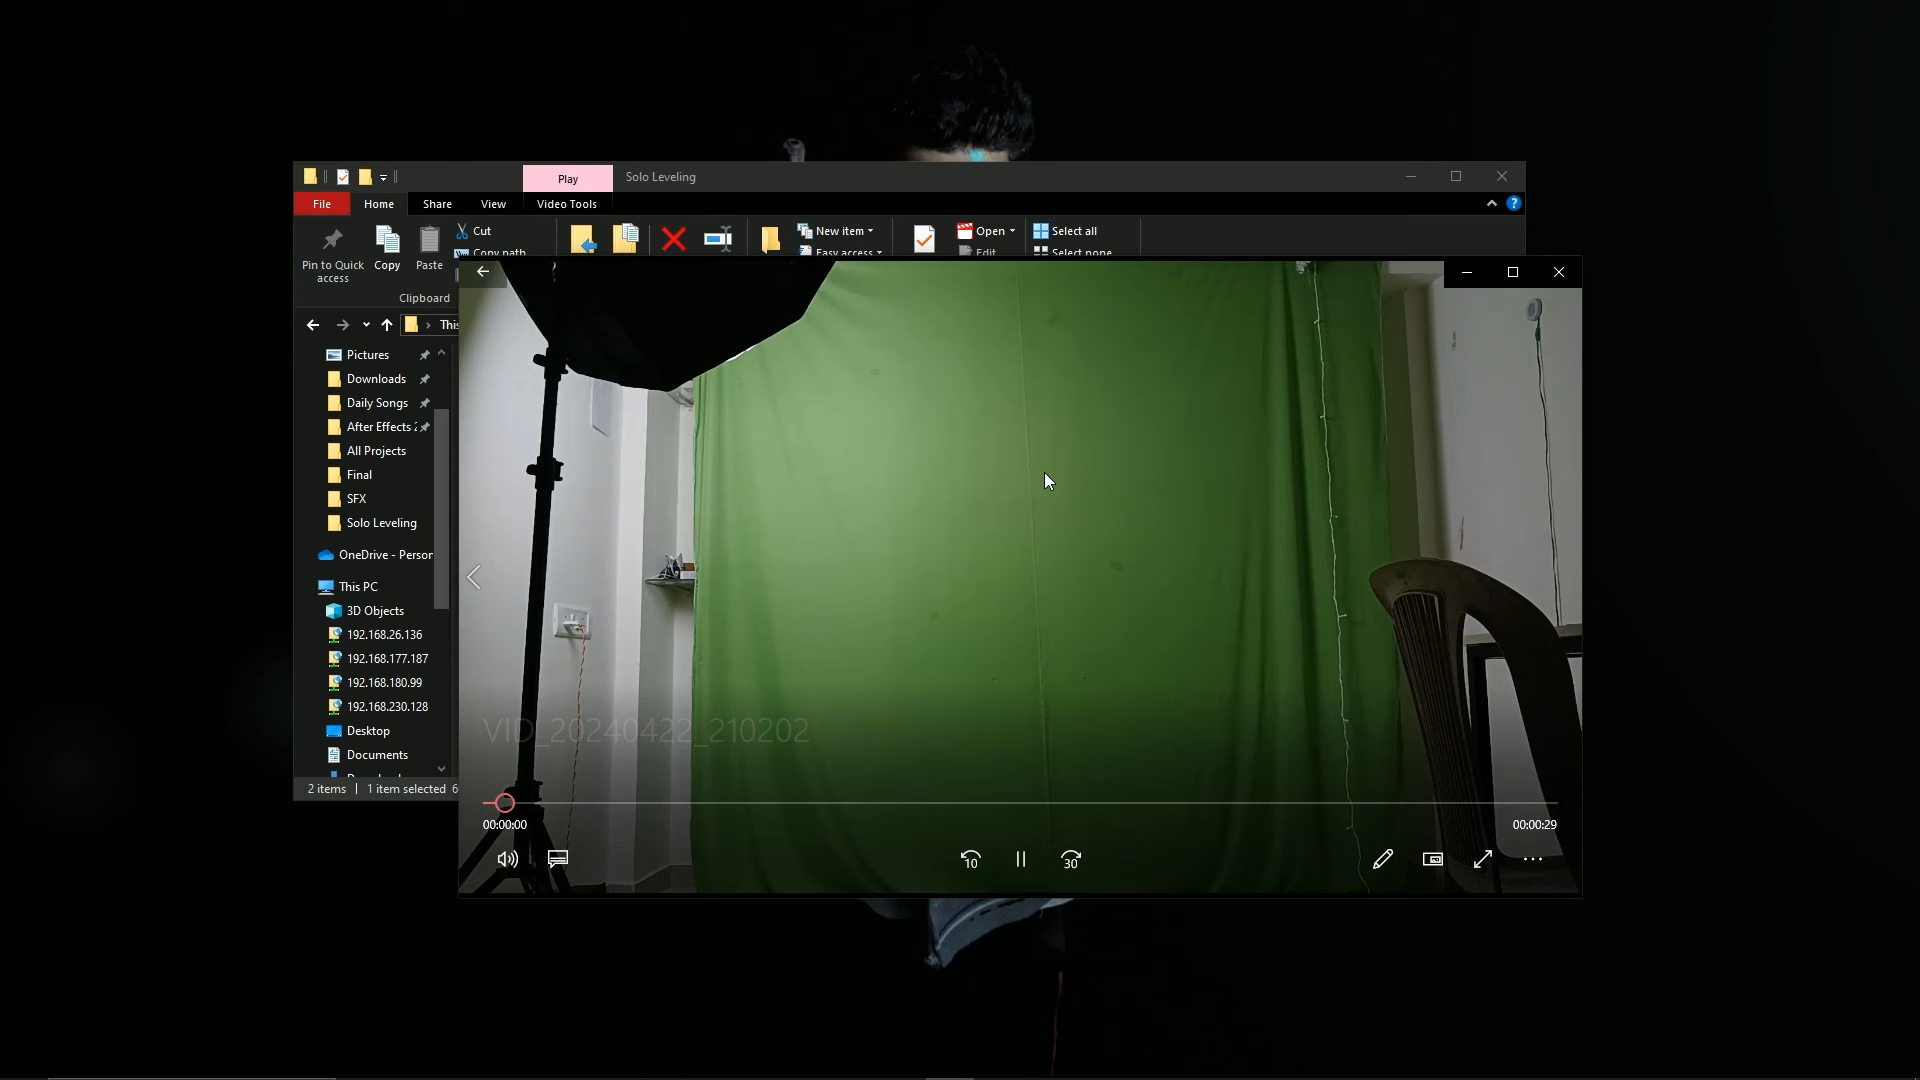 Play
Solo Leveling
File
Home
Share
View
Video Tools
Pin to Quick
access
Copy
Paste
Cut
Copy path
New item
Easy access
Open
Edit
Select all
Select none
Clipboard
This
Pictures
Downloads
Daily Songs
After Effects 2
All Projects
Final
SFX
Solo Leveling
OneDrive - Person
This PC
3D Objects
192.168.26.136
192.168.177.187
192.168.180.99
192.168.230.128
Desktop
Documents
2 items
1 item selected 6
VID_20240422_210202
00:00:00
00:00:29
10
30